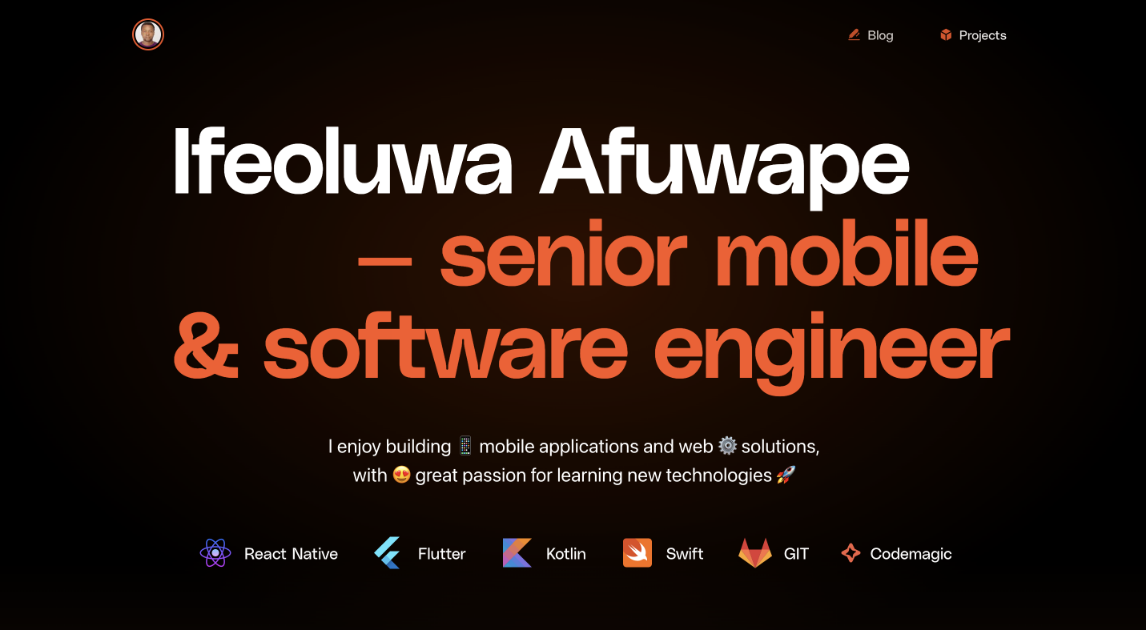 Blog Projects
Ifeoluwa Afuwape
– senior mobile
& software engineer
I enjoy building 📱 mobile applications and web ⚙️ solutions,
with 😍 great passion for learning new technologies 🚀
React Native Flutter Kotlin Swift GIT Codemagic